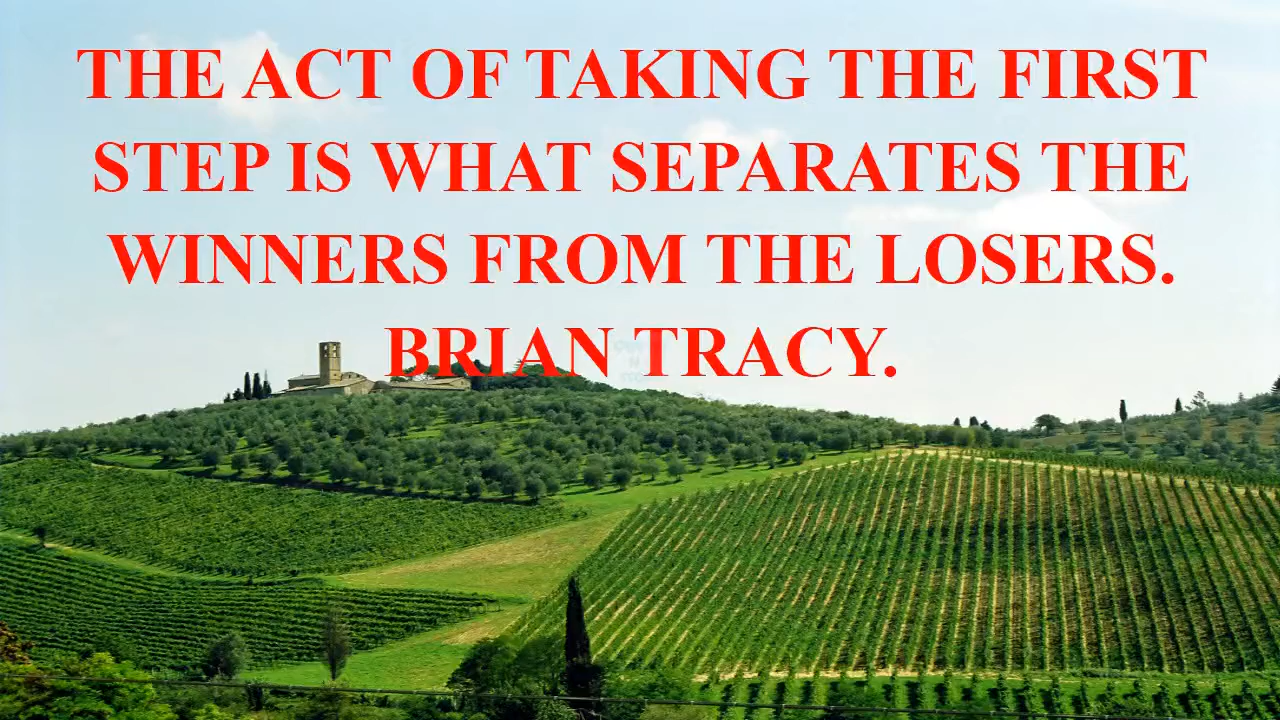 THE ACT OF TAKING THE FIRST
STEP IS WHAT SEPARATES THE
WINNERS FROM THE LOSERS.
BRIAN TRACY.